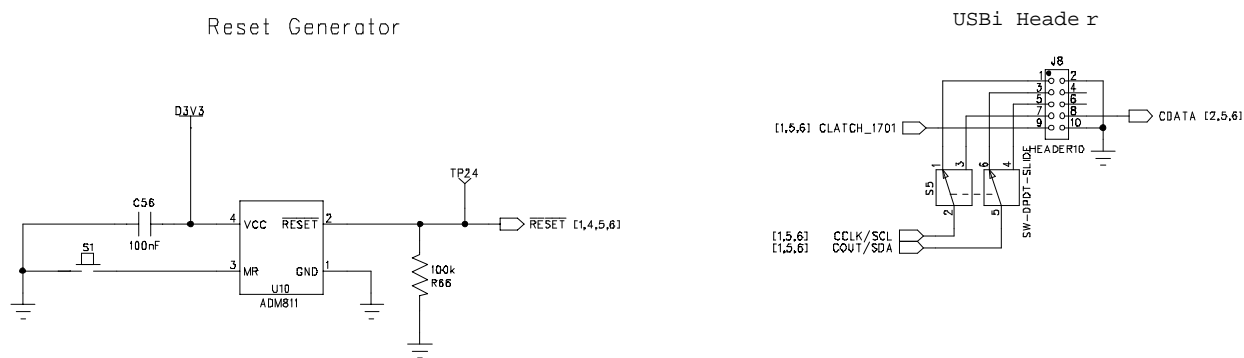 Reset Generator
D3V3
C56
100nF
S1
4
VCC
RESET
2
3
MR
GND
1
U10
ADM811
TP24
RESET [1,4,5,6]
100k
R66
USBi Heade r
J8
1
2
3
4
5
6
7
8
9
10
HEADER10
[1,5,6] CLATCH_1701
CDATA [2,5,6]
1
3
6
4
S5
2
5
SW-DPDT-SLIDE
[1,5,6] CCLK/SCL
[1,5,6] COUT/SDA